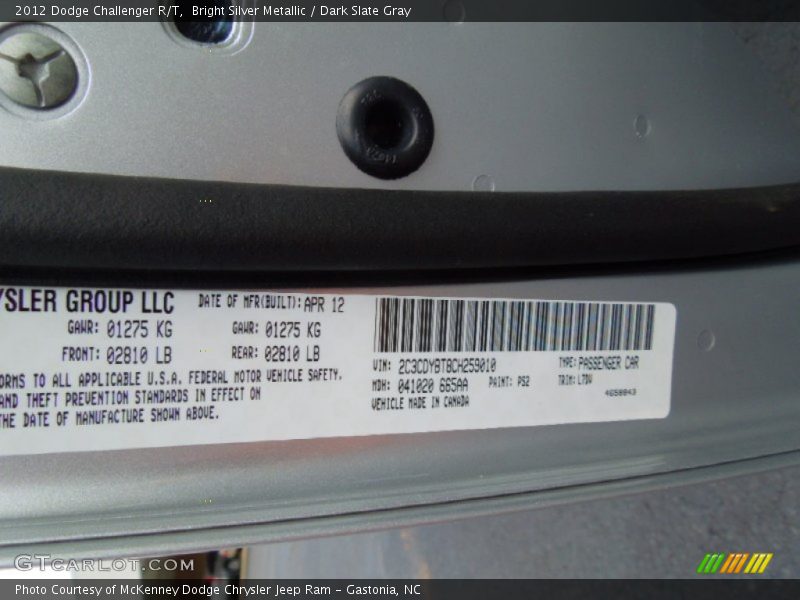 2012 Dodge Challenger R/T, Bright Silver Metallic / Dark Slate Gray
YSLER GROUP LLC
DATE OF MFR(BUILT): APR 12
GAWR: 01275 KG
GAWR: 01275 KG
FRONT: 02810 LB
REAR: 02810 LB
ORMS TO ALL APPLICABLE U.S.A. FEDERAL MOTOR VEHICLE SAFETY,
AND THEFT PREVENTION STANDARDS IN EFFECT ON
THE DATE OF MANUFACTURE SHOWN ABOVE.
VIN: 2C3CDYBT8CH259010
TYPE: PASSENGER CAR
MDH: 041020 665AA
PAINT: PS2
TRIM: L7DV
VEHICLE MADE IN CANADA
4658843
GTCARLOT.COM
Photo Courtesy of McKenney Dodge Chrysler Jeep Ram – Gastonia, NC